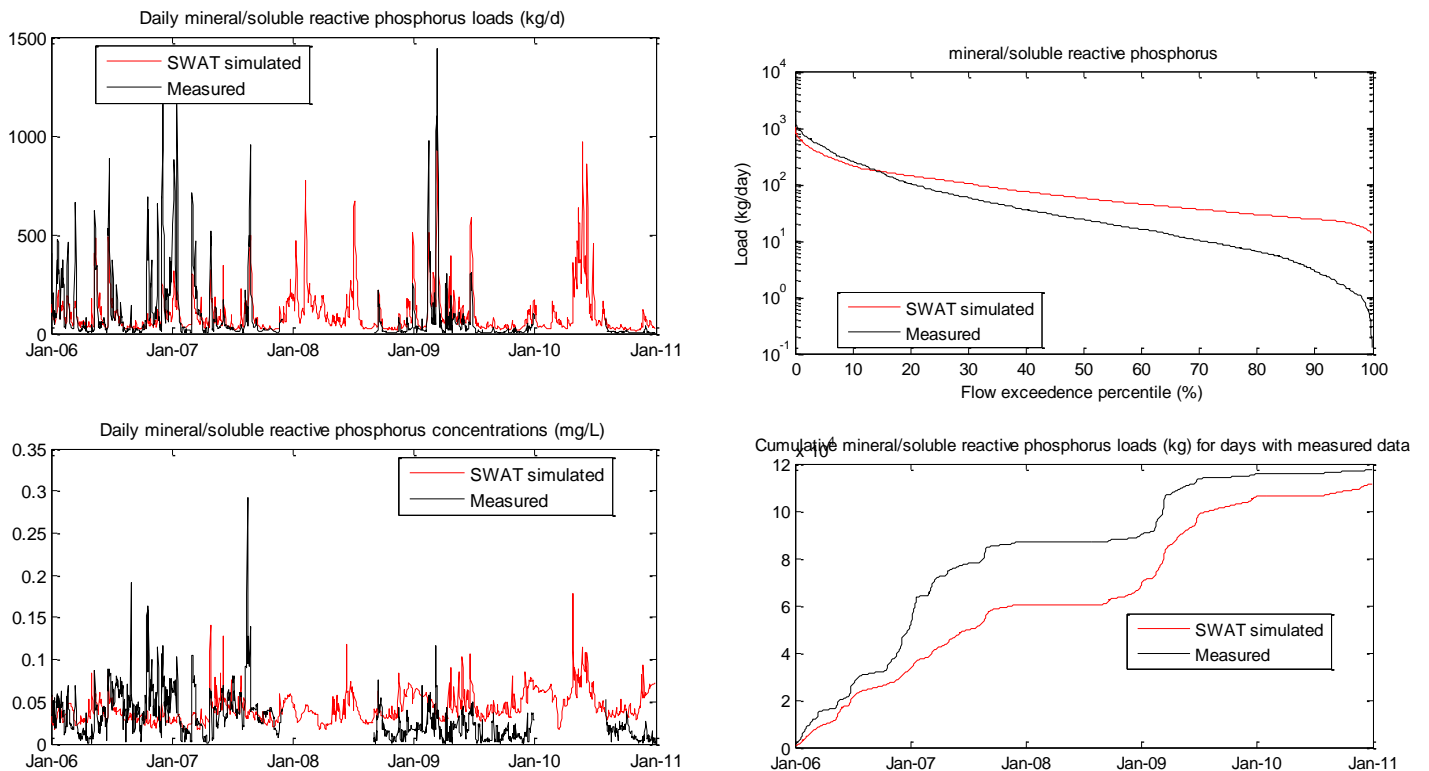 Daily mineral/soluble reactive phosphorus loads (kg/d)
1500
1000
500
0
SWAT simulated
Measured
Jan-06 Jan-07 Jan-08 Jan-09 Jan-10 Jan-11
mineral/soluble reactive phosphorus
10^4
10^3
10^2
10^1
10^0
10^-1
Load (kg/day)
SWAT simulated
Measured
0 10 20 30 40 50 60 70 80 90 100
Flow exceedence percentile (%)
Daily mineral/soluble reactive phosphorus concentrations (mg/L)
0.35
0.3
0.25
0.2
0.15
0.1
0.05
0
SWAT simulated
Measured
Jan-06 Jan-07 Jan-08 Jan-09 Jan-10 Jan-11
Cumulative mineral/soluble reactive phosphorus loads (kg) for days with measured data
x 10^4
12
10
8
6
4
2
0
SWAT simulated
Measured
Jan-06 Jan-07 Jan-08 Jan-09 Jan-10 Jan-11